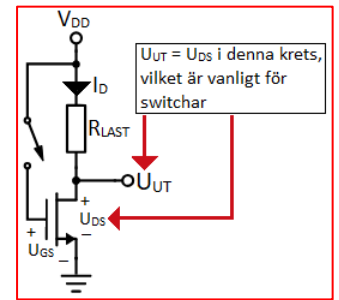 VDD
UUT = UDS i denna krets,
vilket är vanligt för
switchar
ID
RLAST
UUT
+
UDS
+
−
UGS
−